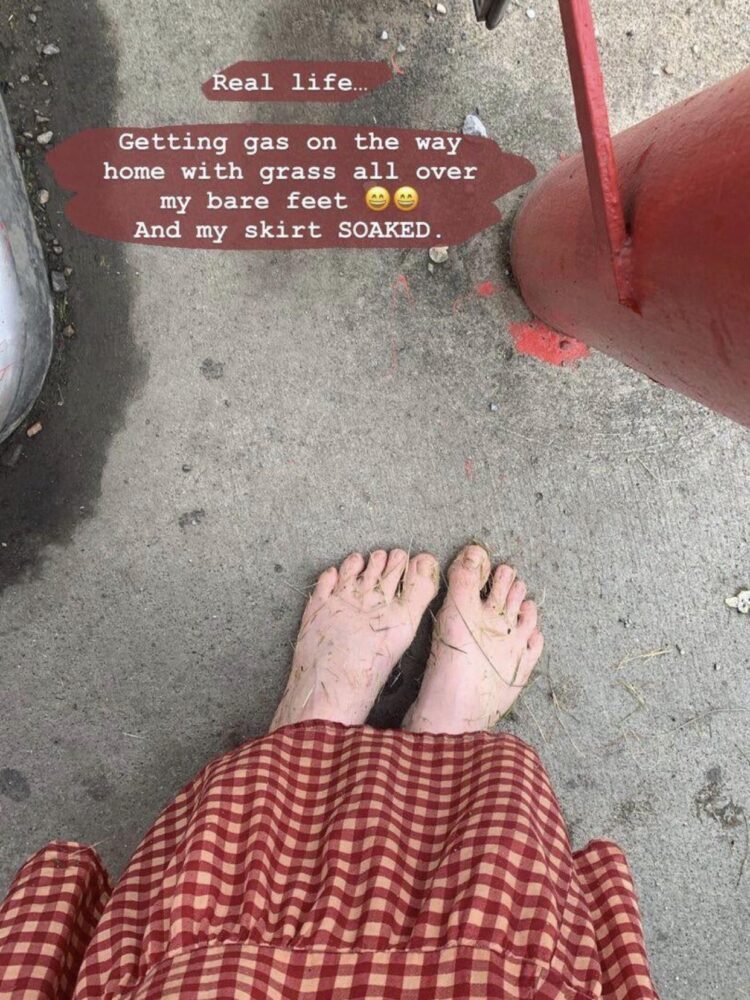 Real life…
Getting gas on the way
home with grass all over
my bare feet 😄😄
And my skirt SOAKED.